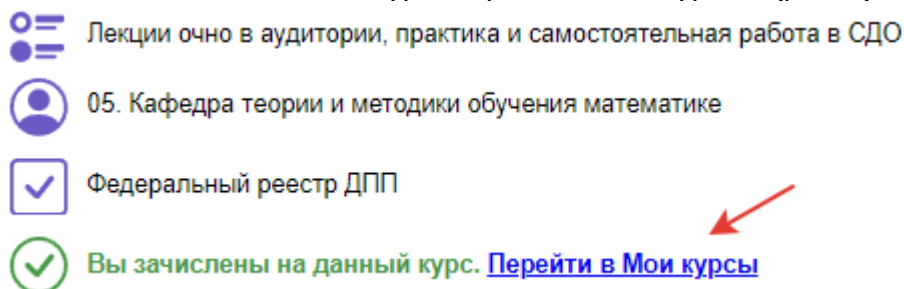 Лекции очно в аудитории, практика и самостоятельная работа в СДО
05. Кафедра теории и методики обучения математике
Федеральный реестр ДПП
Вы зачислены на данный курс. Перейти в Мои курсы